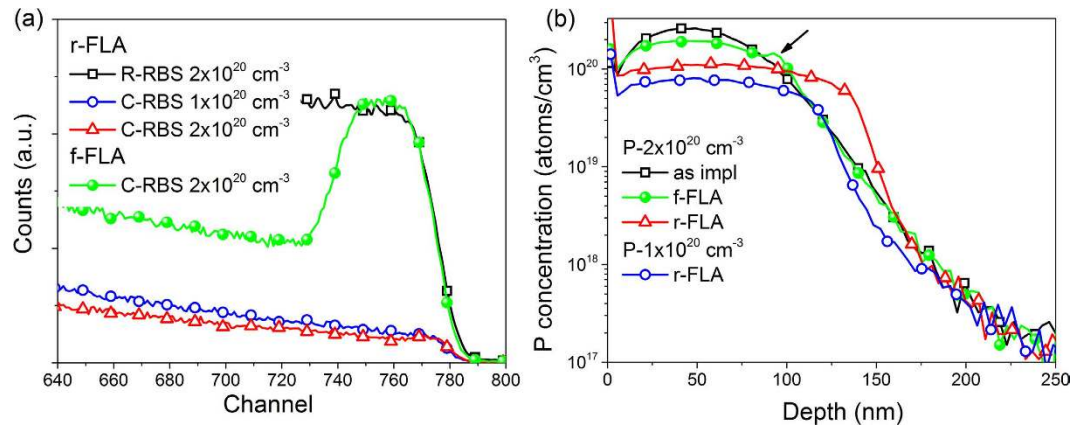 (a)
r-FLA
R-RBS 2x10²⁰ cm⁻³
C-RBS 1x10²⁰ cm⁻³
C-RBS 2x10²⁰ cm⁻³
f-FLA
C-RBS 2x10²⁰ cm⁻³
Counts (a.u.)
640 660 680 700 720 740 760 780 800
Channel
(b)
P concentration (atoms/cm³)
10²⁰
10¹⁹
10¹⁸
10¹⁷
P-2x10²⁰ cm⁻³
as impl
f-FLA
r-FLA
P-1x10²⁰ cm⁻³
r-FLA
0 50 100 150 200 250
Depth (nm)